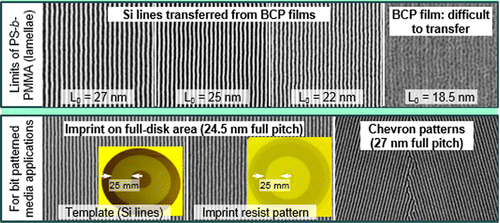 Limits of PS-b-
PMMA (lamellae)
Si lines transferred from BCP films
BCP film: difficult
to transfer
L₀ = 27 nm
L₀ = 25 nm
L₀ = 22 nm
L₀ = 18.5 nm
For bit patterned
media applications
Imprint on full-disk area (24.5 nm full pitch)
25 mm
Template (Si lines)
25 mm
Imprint resist pattern
Chevron patterns
(27 nm full pitch)